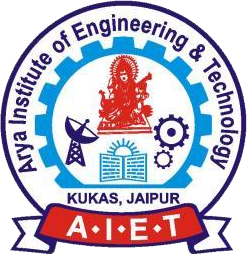 Arya Institute of Engineering & Technology
KUKAS, JAIPUR
A·I·E·T